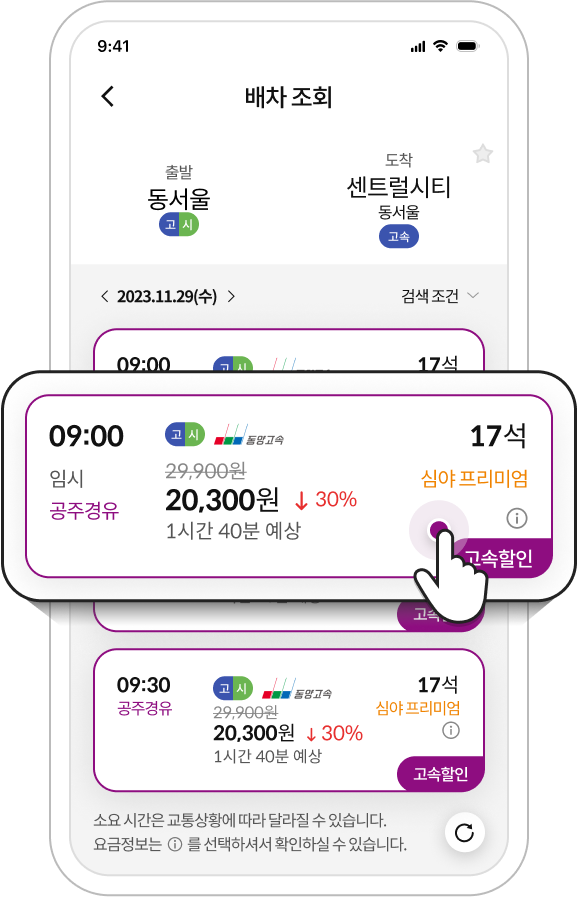 9:41
배차 조회
출발
동서울
고 시
도착
센트럴시티
동서울
고속
2023.11.29(수)
검색 조건
09:00
고 시
17석
09:00
고 시
동양고속
17석
임시
29,900원
심야 프리미엄
공주경유
20,300원
30%
1시간 40분 예상
고속할인
09:30
고 시
동양고속
17석
공주경유
29,900원
심야 프리미엄
20,300원
30%
1시간 40분 예상
고속할인
소요 시간은 교통상황에 따라 달라질 수 있습니다.
요금정보는 ⓘ 를 선택하셔서 확인하실 수 있습니다.